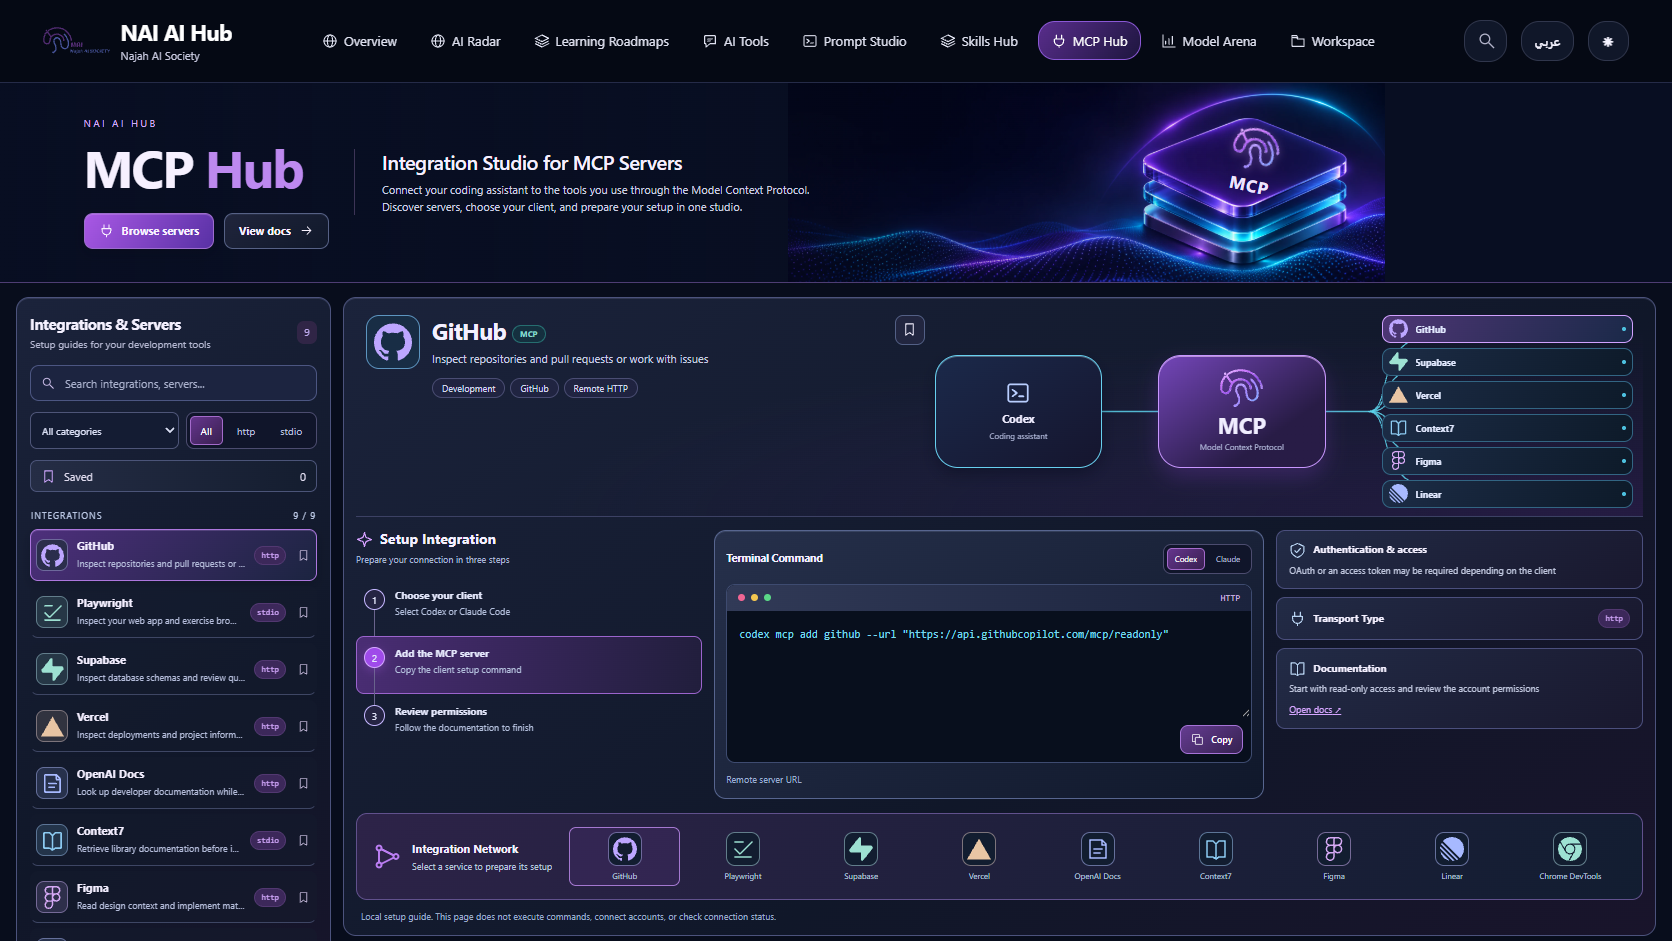 NAI AI Hub
Najah AI Society
Overview
AI Radar
Learning Roadmaps
AI Tools
Prompt Studio
Skills Hub
MCP Hub
Model Arena
Workspace
عربي
NAI AI HUB
MCP Hub
Browse servers
View docs →
Integration Studio for MCP Servers
Connect your coding assistant to the tools you use through the Model Context Protocol.
Discover servers, choose your client, and prepare your setup in one studio.
MCP
Integrations & Servers
9
Setup guides for your development tools
Search integrations, servers...
All categories
All
http
stdio
Saved
0
INTEGRATIONS
9 / 9
GitHub
Inspect repositories and pull requests or ...
http
Playwright
Inspect your web app and exercise bro...
stdio
Supabase
Inspect database schemas and review qu...
http
Vercel
Inspect deployments and project inform...
http
OpenAI Docs
Look up developer documentation while...
http
Context7
Retrieve library documentation before i...
stdio
Figma
Read design context and implement mat...
http
GitHub
MCP
Inspect repositories and pull requests or work with issues
Development
GitHub
Remote HTTP
Codex
Coding assistant
MCP
Model Context Protocol
GitHub
Supabase
Vercel
Context7
Figma
Linear
Setup Integration
Prepare your connection in three steps
1
Choose your client
Select Codex or Claude Code
2
Add the MCP server
Copy the client setup command
3
Review permissions
Follow the documentation to finish
Terminal Command
Codex
Claude
HTTP
codex mcp add github --url "https://api.githubcopilot.com/mcp/readonly"
Copy
Remote server URL
Authentication & access
OAuth or an access token may be required depending on the client
Transport Type
http
Documentation
Start with read-only access and review the account permissions
Open docs ↗
Integration Network
Select a service to prepare its setup
GitHub
Playwright
Supabase
Vercel
OpenAI Docs
Context7
Figma
Linear
Chrome DevTools
Local setup guide. This page does not execute commands, connect accounts, or check connection status.